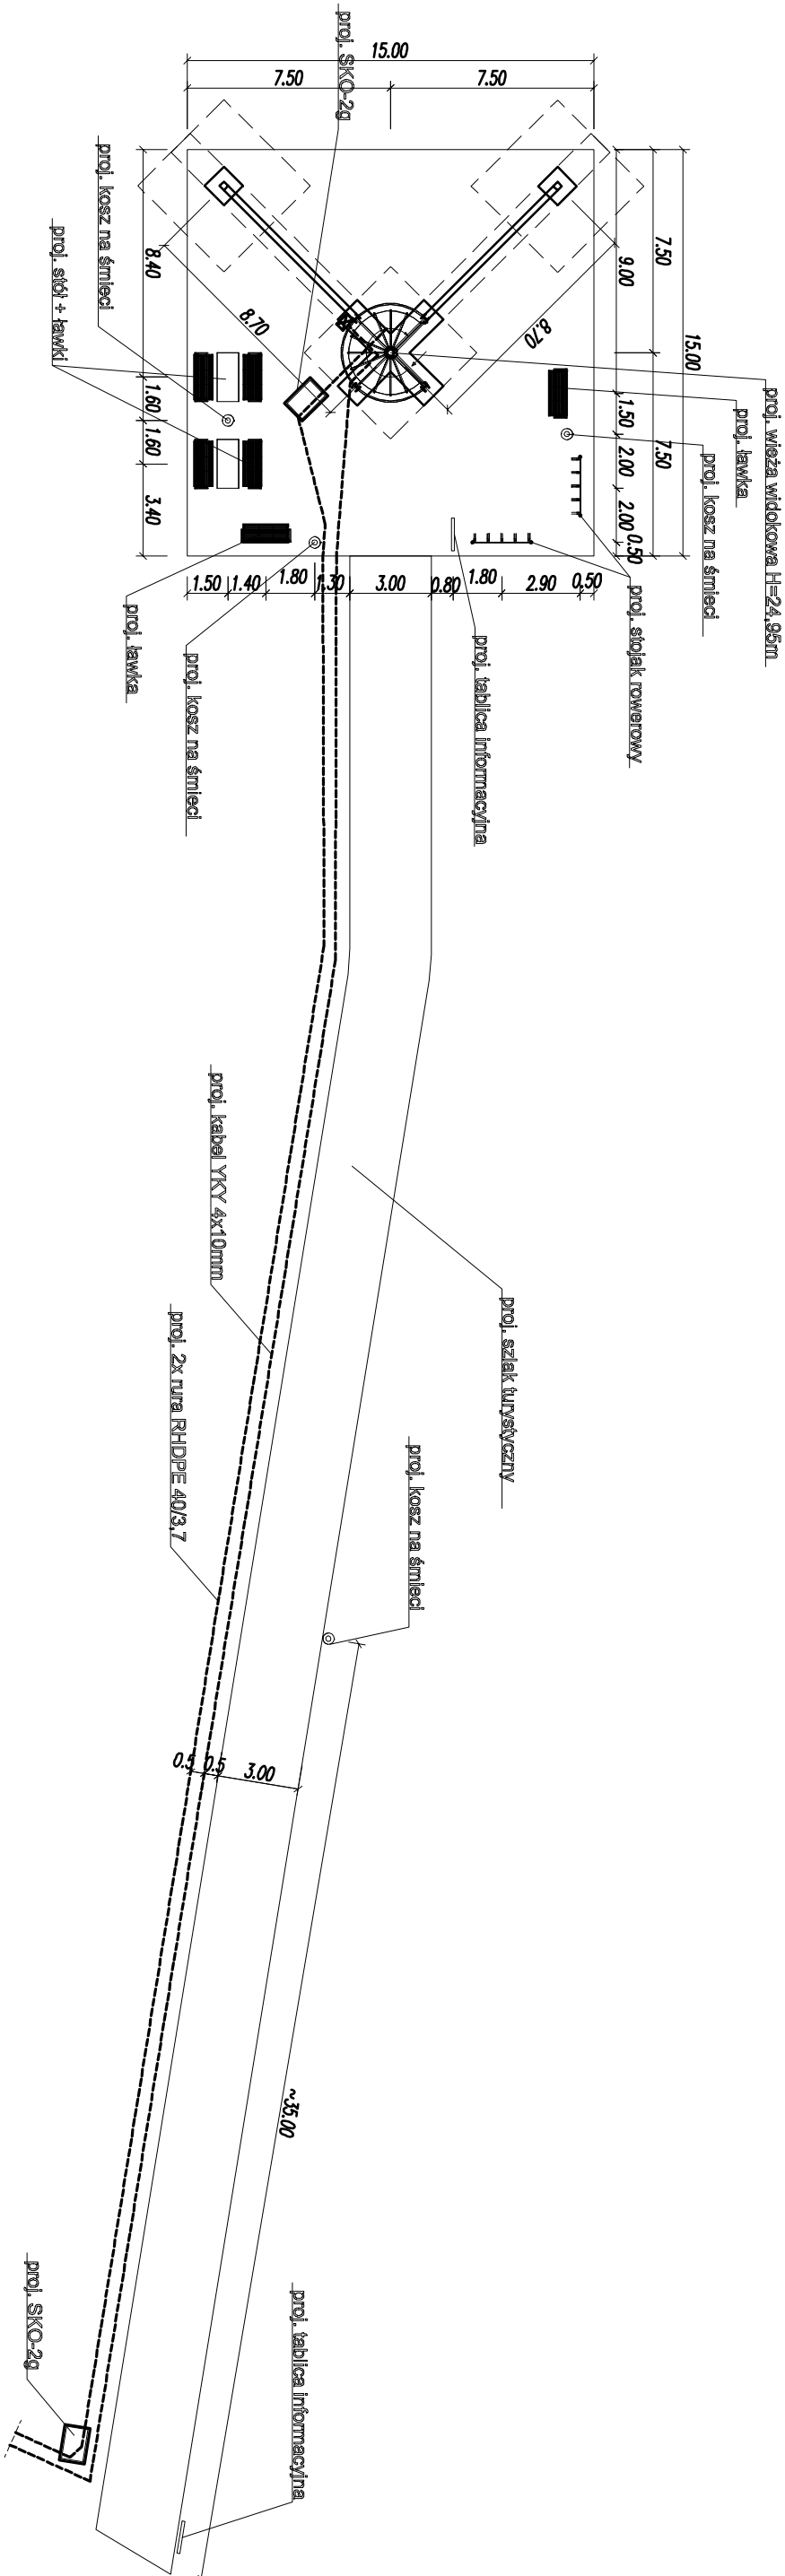 proj. SKO-2g
15.00
7.50
7.50
proj. kosz na śmieci
proj. stół + ławki
8.40
8.70
8.70
7.50
9.00
15.00
proj. wieża widokowa H=24,95m
proj. ławka
proj. kosz na śmieci
1.50
7.50
2.00
2.00
0.50
1.60
1.60
3.40
1.50
1.40
1.80
1.30
3.00
0.80
1.80
2.90
0.50
proj. ławka
proj. kosz na śmieci
proj. tablica informacyjna
proj. stojak rowerowy
proj. kabel YKY 4x10mm
proj. 2x rura RHDPE 40/3,7
proj. szlak turystyczny
proj. kosz na śmieci
0.5
0.5
3.00
~35.00
proj. SKO-2g
proj. tablica informacyjna